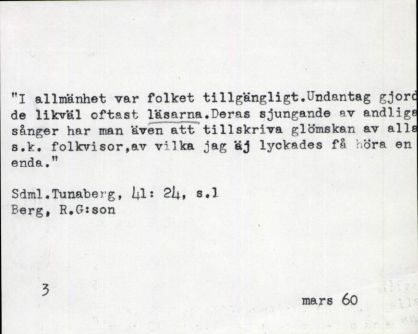 "I allmänhet var folket tillgängligt.Undantag gjord
de likväl oftast läsarna.Deras sjungande av andliga
sånger har man även att tillskriva glömskan av alla
s.k. folkvisor,av vilka jag äj lyckades få höra en
enda."
Sdml.Tunaberg, 41: 24, s.1
Berg, R.G:son
3
mars 60